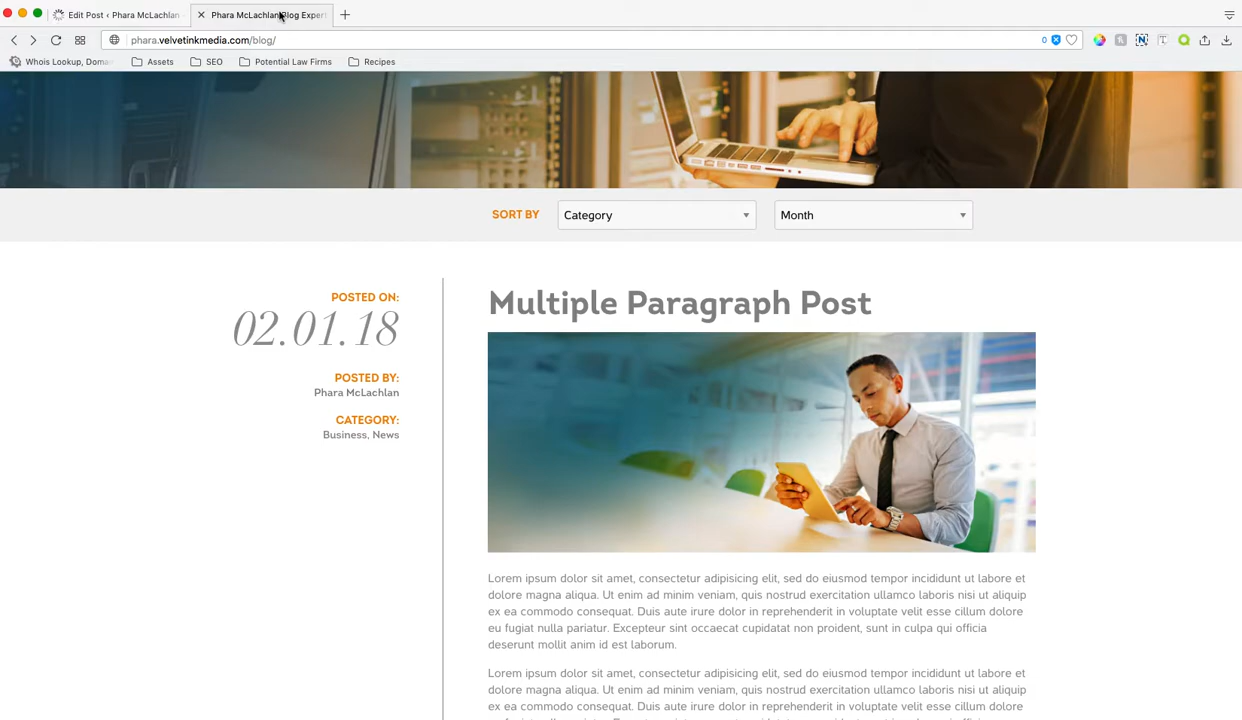 Edit Post ‹ Phara McLachlan
Phara McLachlan Blog Expert
phara.velvetinkmedia.com/blog/
0
Whois Lookup, Doma
Assets
SEO
Potential Law Firms
Recipes
SORT BY
Category
Month
POSTED ON:
02.01.18
POSTED BY:
Phara McLachlan
CATEGORY:
Business, News
Multiple Paragraph Post
Lorem ipsum dolor sit amet, consectetur adipisicing elit, sed do eiusmod tempor incididunt ut labore et
dolore magna aliqua. Ut enim ad minim veniam, quis nostrud exercitation ullamco laboris nisi ut aliquip
ex ea commodo consequat. Duis aute irure dolor in reprehenderit in voluptate velit esse cillum dolore
eu fugiat nulla pariatur. Excepteur sint occaecat cupidatat non proident, sunt in culpa qui officia
deserunt mollit anim id est laborum.
Lorem ipsum dolor sit amet, consectetur adipisicing elit, sed do eiusmod tempor incididunt ut labore et
dolore magna aliqua. Ut enim ad minim veniam, quis nostrud exercitation ullamco laboris nisi ut aliquip
ex ea commodo consequat. Duis aute irure dolor in reprehenderit in voluptate velit esse cillum dolore